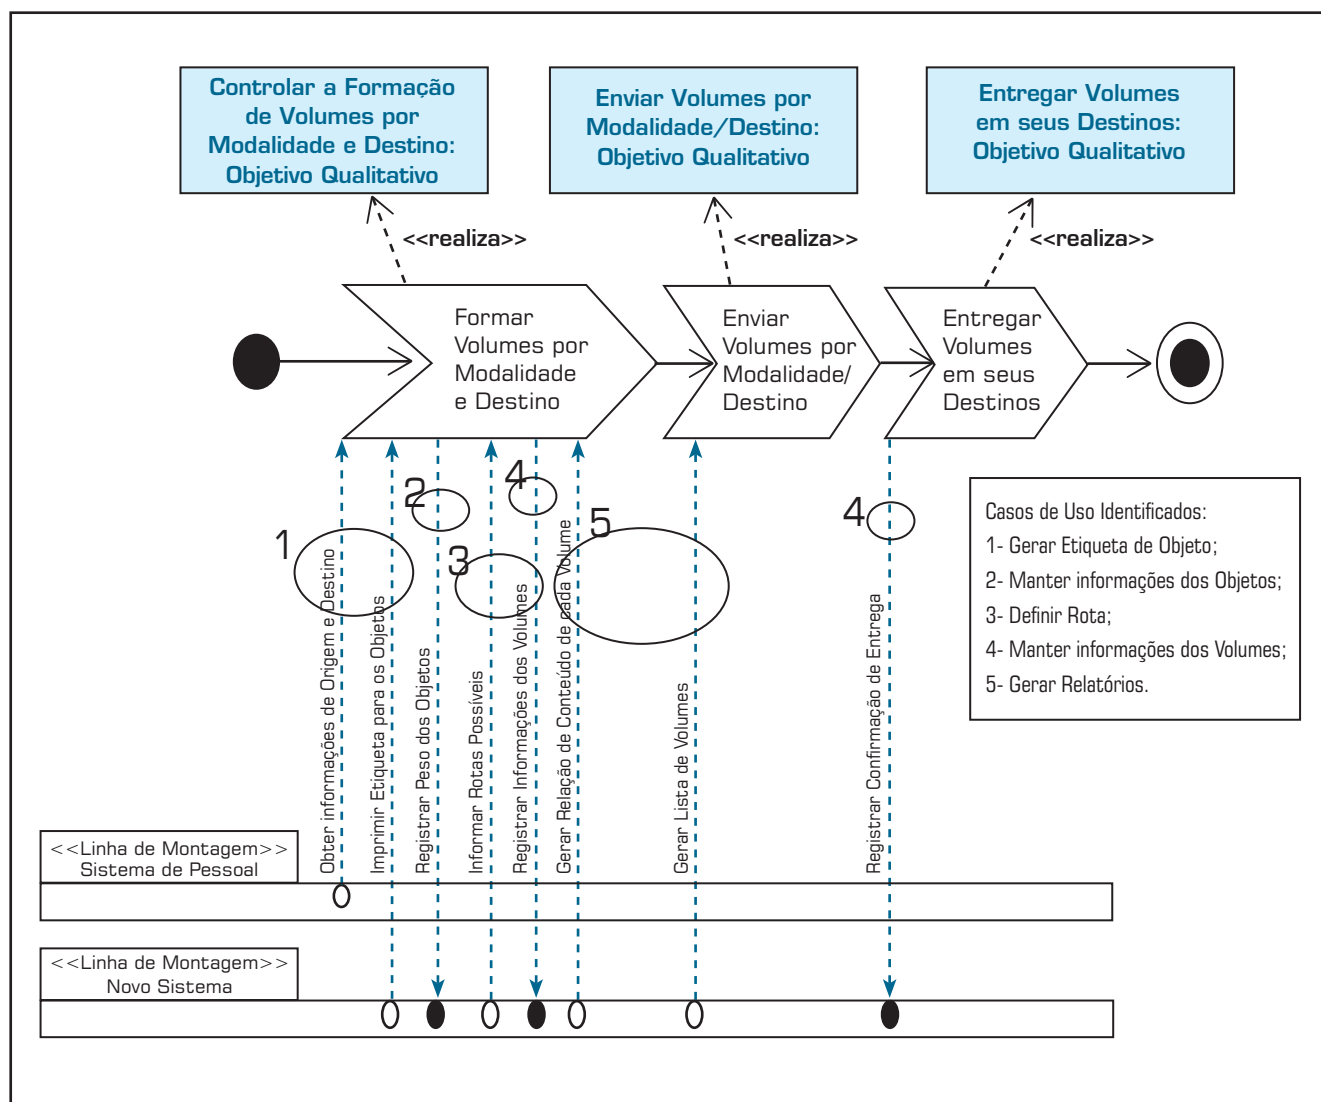 Controlar a Formação
de Volumes por
Modalidade e Destino:
Objetivo Qualitativo
Enviar Volumes por
Modalidade/Destino:
Objetivo Qualitativo
Entregar Volumes
em seus Destinos:
Objetivo Qualitativo
<<realiza>>
<<realiza>>
<<realiza>>
Formar
Volumes por
Modalidade
e Destino
Enviar
Volumes por
Modalidade/
Destino
Entregar
Volumes
em seus
Destinos
1
2
3
4
5
4
Obter informações de Origem e Destino
Imprimir Etiqueta para os Objetos
Registrar Peso dos Objetos
Informar Rotas Possíveis
Registrar Informações dos Volumes
Gerar Relação de Conteúdo de cada Volume
Gerar Lista de Volumes
Registrar Confirmação de Entrega
Casos de Uso Identificados:
1- Gerar Etiqueta de Objeto;
2- Manter informações dos Objetos;
3- Definir Rota;
4- Manter informações dos Volumes;
5- Gerar Relatórios.
<<Linha de Montagem>>
Sistema de Pessoal
<<Linha de Montagem>>
Novo Sistema